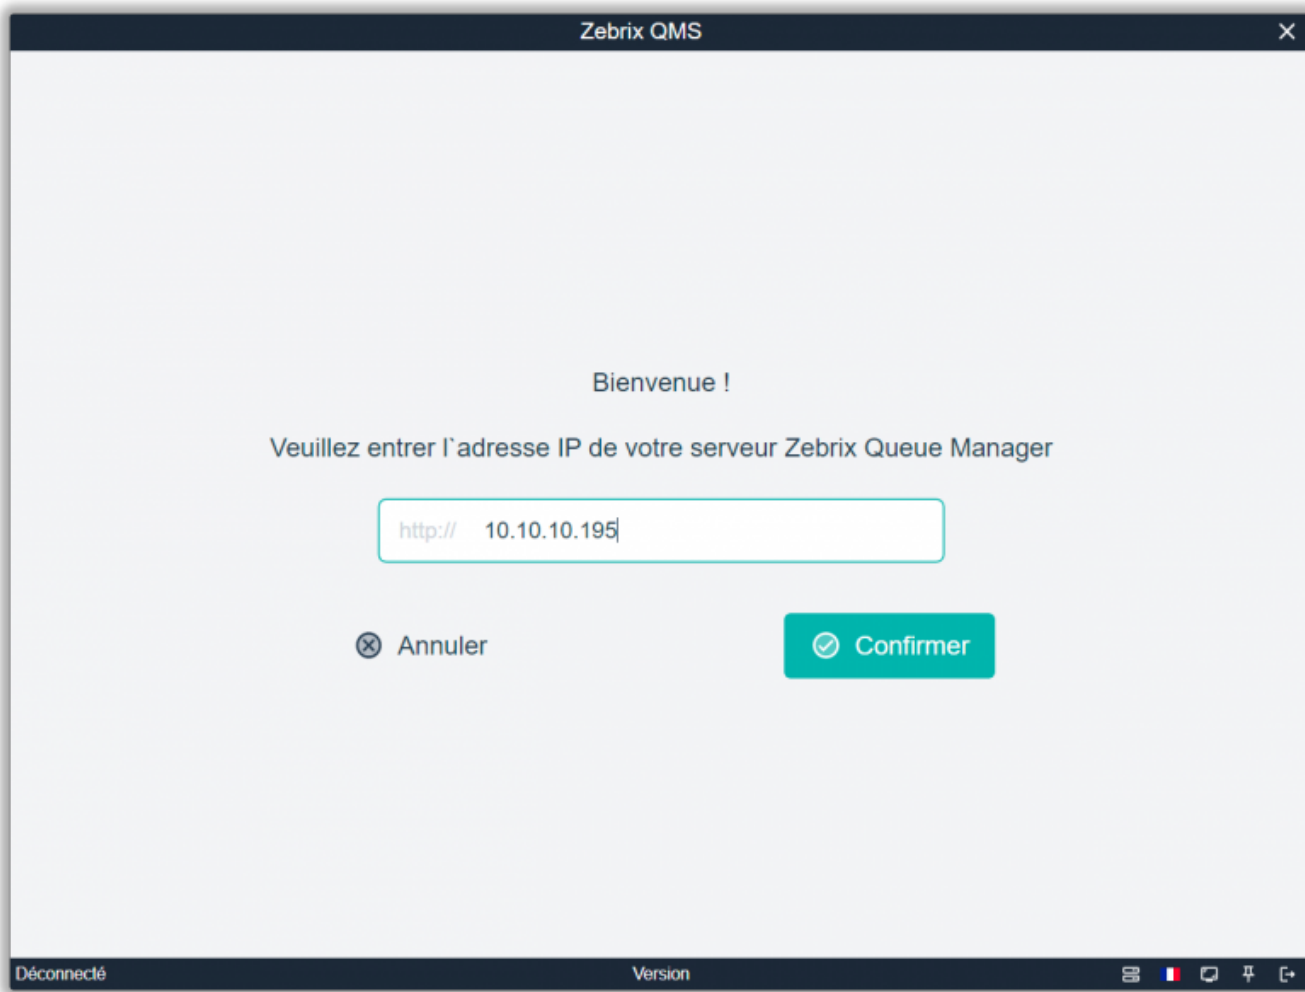 Zebrix QMS
Bienvenue !
Veuillez entrer l`adresse IP de votre serveur Zebrix Queue Manager
http:// 10.10.10.195
Annuler
Confirmer
Déconnecté
Version